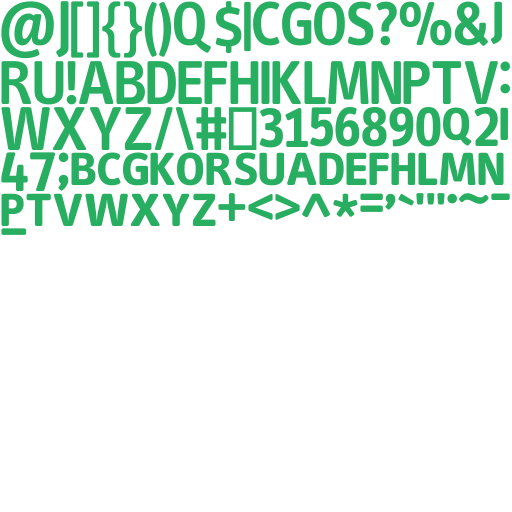 @J[]{}()Q$|CGOS?%&J
RU!ABDEFHIKLMNPTV:
WXYZ/\#□3156890Q2I
47;BCGKORSUADEFHLMN
PTVWXYZ+<>^*=,`"'·~-
_